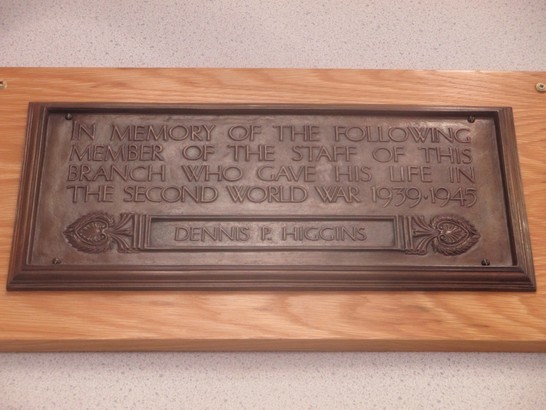 IN MEMORY OF THE FOLLOWING
MEMBER OF THE STAFF OF THIS
BRANCH WHO GAVE HIS LIFE IN
THE SECOND WORLD WAR 1939·1945
DENNIS P. HIGGINS